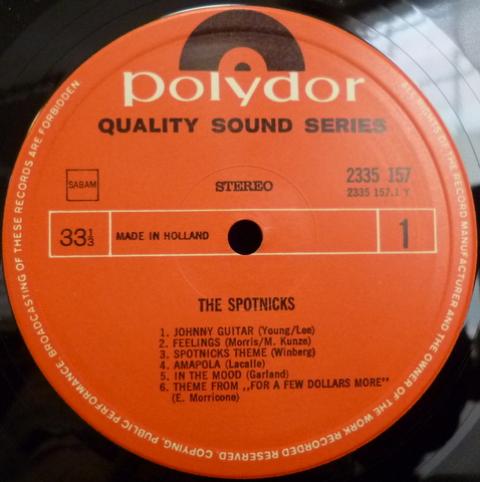 polydor
QUALITY SOUND SERIES
SABAM
STEREO
2335 157
2335 157.1 Y
33 1/3
MADE IN HOLLAND
1
THE SPOTNICKS
1. JOHNNY GUITAR (Young/Lee)
2. FEELINGS (Morris/M. Kunze)
3. SPOTNICKS THEME (Winberg)
4. AMAPOLA (Lacalle)
5. IN THE MOOD (Garland)
6. THEME FROM ,,FOR A FEW DOLLARS MORE"
(E. Morricone)
ALL RIGHTS OF THE RECORD MANUFACTURER AND THE OWNER OF THE WORK RECORDED RESERVED. COPYING, PUBLIC PERFORMANCE, BROADCASTING OF THESE RECORDS ARE FORBIDDEN